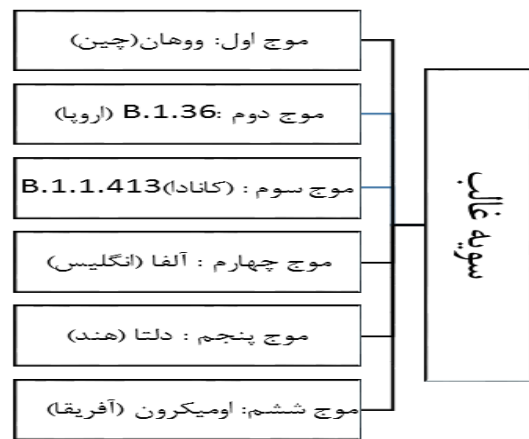 سویه غالب
موج اول: ووهان(چین)
موج دوم :B.1.36 (اروپا)
موج سوم : (کانادا)B.1.1.413
موج چهارم : آلفا (انگلیس)
موج پنجم : دلتا (هند)
موج ششم: اومیکرون (آفریقا)